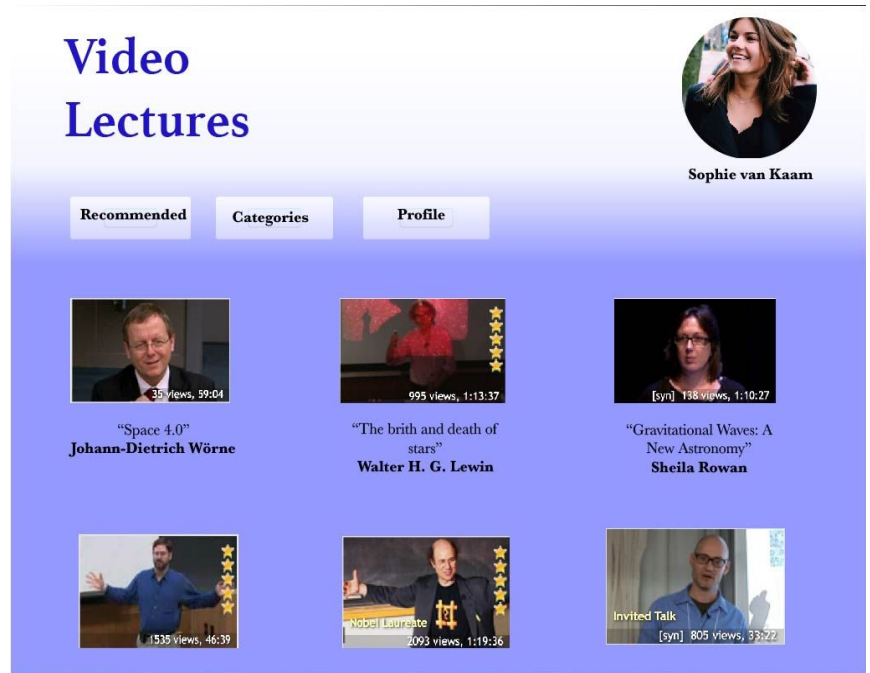 Video
Lectures
Sophie van Kaam
Recommended
Categories
Profile
35 views, 59:04
995 views, 1:13:37
[syn] 138 views, 1:10:27
“Space 4.0”
Johann-Dietrich Wörne
“The brith and death of
stars”
Walter H. G. Lewin
“Gravitational Waves: A
New Astronomy”
Sheila Rowan
1535 views, 46:39
Nobel Laureate
2093 views, 1:19:36
Invited Talk
[syn] 805 views, 33:22